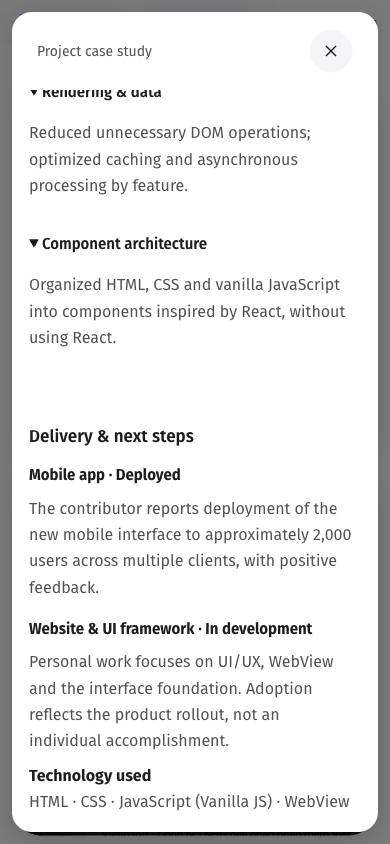 Project case study
▾ Rendering & data
Reduced unnecessary DOM operations;
optimized caching and asynchronous
processing by feature.
▾ Component architecture
Organized HTML, CSS and vanilla JavaScript
into components inspired by React, without
using React.
Delivery & next steps
Mobile app · Deployed
The contributor reports deployment of the
new mobile interface to approximately 2,000
users across multiple clients, with positive
feedback.
Website & UI framework · In development
Personal work focuses on UI/UX, WebView
and the interface foundation. Adoption
reflects the product rollout, not an
individual accomplishment.
Technology used
HTML · CSS · JavaScript (Vanilla JS) · WebView